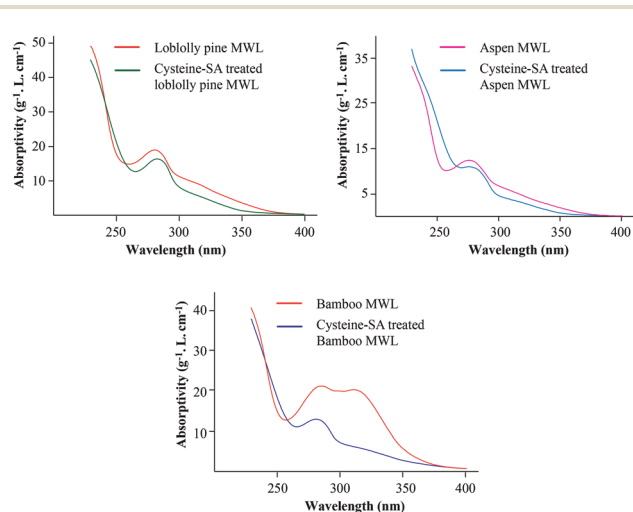 50
40
30
20
10
Absorptivity (g⁻¹. L. cm⁻¹)
Loblolly pine MWL
Cysteine-SA treated
loblolly pine MWL
250 300 350 400
Wavelength (nm)
35
25
15
5
Absorptivity (g⁻¹. L. cm⁻¹)
Aspen MWL
Cysteine-SA treated
Aspen MWL
250 300 350 400
Wavelength (nm)
40
30
20
10
Absorptivity (g⁻¹. L. cm⁻¹)
Bamboo MWL
Cysteine-SA treated
Bamboo MWL
250 300 350 400
Wavelength (nm)